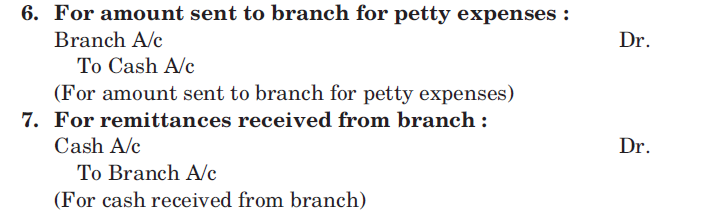 6. For amount sent to branch for petty expenses :
Branch A/c Dr.
To Cash A/c
(For amount sent to branch for petty expenses)
7. For remittances received from branch :
Cash A/c Dr.
To Branch A/c
(For cash received from branch)